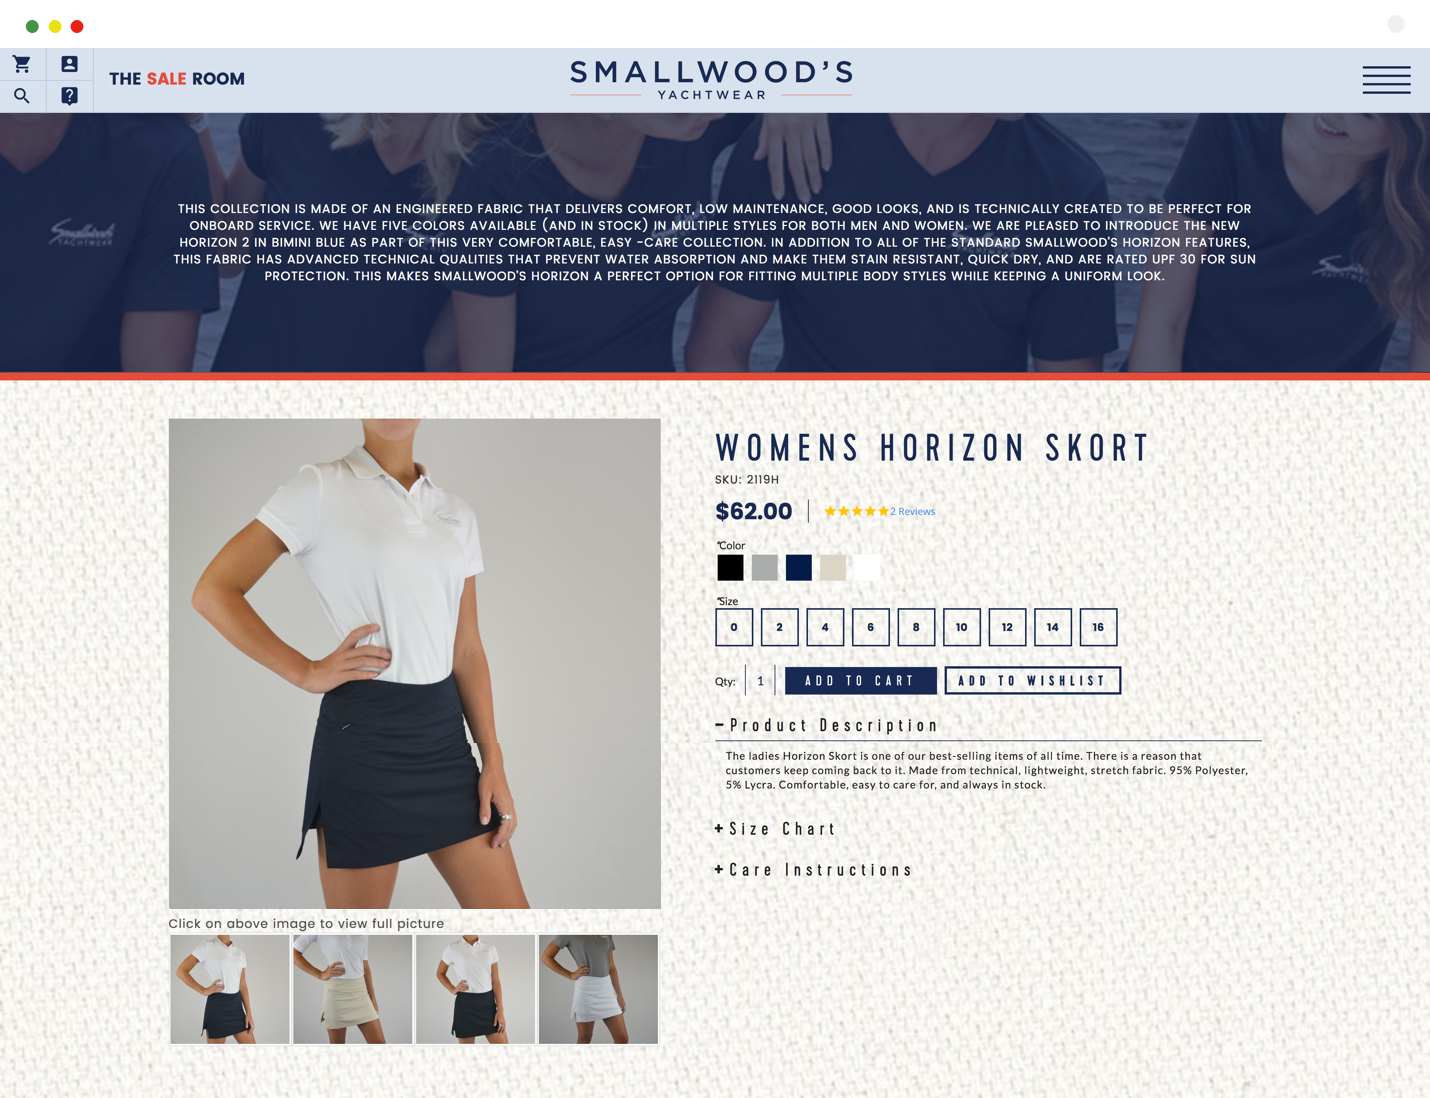 THE SALE ROOM
SMALLWOOD'S
YACHTWEAR
THIS COLLECTION IS MADE OF AN ENGINEERED FABRIC THAT DELIVERS COMFORT, LOW MAINTENANCE, GOOD LOOKS, AND IS TECHNICALLY CREATED TO BE PERFECT FOR
ONBOARD SERVICE. WE HAVE FIVE COLORS AVAILABLE (AND IN STOCK) IN MULTIPLE STYLES FOR BOTH MEN AND WOMEN. WE ARE PLEASED TO INTRODUCE THE NEW
HORIZON 2 IN BIMINI BLUE AS PART OF THIS VERY COMFORTABLE, EASY -CARE COLLECTION. IN ADDITION TO ALL OF THE STANDARD SMALLWOOD'S HORIZON FEATURES,
THIS FABRIC HAS ADVANCED TECHNICAL QUALITIES THAT PREVENT WATER ABSORPTION AND MAKE THEM STAIN RESISTANT, QUICK DRY, AND ARE RATED UPF 30 FOR SUN
PROTECTION. THIS MAKES SMALLWOOD'S HORIZON A PERFECT OPTION FOR FITTING MULTIPLE BODY STYLES WHILE KEEPING A UNIFORM LOOK.
Smallwoods
YACHTWEAR
WOMENS HORIZON SKORT
SKU: 2119H
$62.00
2 Reviews
*Color
*Size
0 2 4 6 8 10 12 14 16
Qty: 1 ADD TO CART ADD TO WISHLIST
– Product Description
The ladies Horizon Skort is one of our best-selling items of all time. There is a reason that
customers keep coming back to it. Made from technical, lightweight, stretch fabric. 95% Polyester,
5% Lycra. Comfortable, easy to care for, and always in stock.
+ Size Chart
+ Care Instructions
Click on above image to view full picture